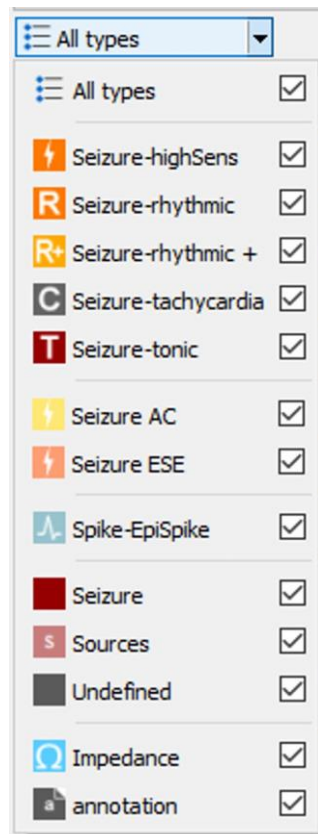 All types
All types
Seizure-highSens
R Seizure-rhythmic
R+ Seizure-rhythmic +
C Seizure-tachycardia
T Seizure-tonic
Seizure AC
Seizure ESE
Spike-EpiSpike
Seizure
S Sources
Undefined
Ω Impedance
a annotation